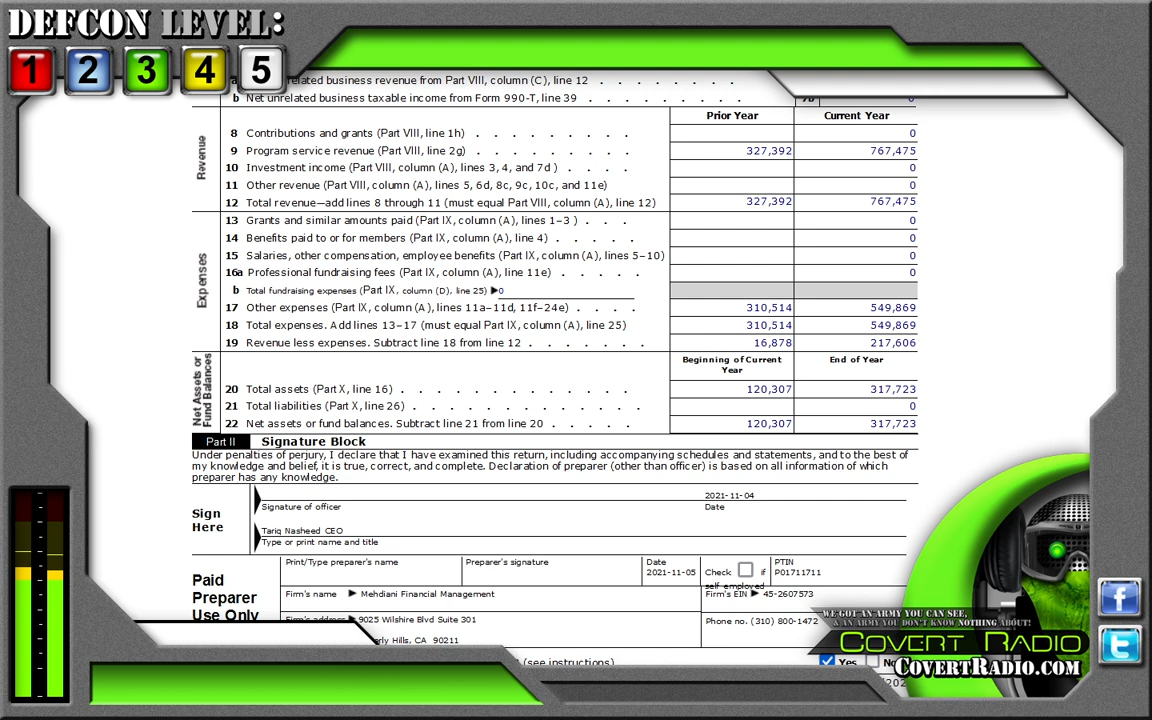 DEFCON LEVEL:
1 2 3 4 5
related business revenue from Part VIII, column (C), line 12 . . . . . . . .
b Net unrelated business taxable income from Form 990-T, line 39 . . . . . . . . . 7b 0
Prior Year Current Year
Revenue
8 Contributions and grants (Part VIII, line 1h) . . . . . . . . . 0
9 Program service revenue (Part VIII, line 2g) . . . . . . . . . 327,392 767,475
10 Investment income (Part VIII, column (A), lines 3, 4, and 7d ) . . . . 0
11 Other revenue (Part VIII, column (A), lines 5, 6d, 8c, 9c, 10c, and 11e) 0
12 Total revenue—add lines 8 through 11 (must equal Part VIII, column (A), line 12) 327,392 767,475
Expenses
13 Grants and similar amounts paid (Part IX, column (A), lines 1–3 ) . . . 0
14 Benefits paid to or for members (Part IX, column (A), line 4) . . . . . 0
15 Salaries, other compensation, employee benefits (Part IX, column (A), lines 5–10) 0
16a Professional fundraising fees (Part IX, column (A), line 11e) . . . . . 0
b Total fundraising expenses (Part IX, column (D), line 25) ▶0
17 Other expenses (Part IX, column (A), lines 11a–11d, 11f–24e) . . . . 310,514 549,869
18 Total expenses. Add lines 13–17 (must equal Part IX, column (A), line 25) 310,514 549,869
19 Revenue less expenses. Subtract line 18 from line 12 . . . . . . . 16,878 217,606
Net Assets or Fund Balances
Beginning of Current Year End of Year
20 Total assets (Part X, line 16) . . . . . . . . . . . . 120,307 317,723
21 Total liabilities (Part X, line 26) . . . . . . . . . . . . 0
22 Net assets or fund balances. Subtract line 21 from line 20 . . . . . 120,307 317,723
Part II Signature Block
Under penalties of perjury, I declare that I have examined this return, including accompanying schedules and statements, and to the best of
my knowledge and belief, it is true, correct, and complete. Declaration of preparer (other than officer) is based on all information of which
preparer has any knowledge.
Sign Here
2021-11-04
Signature of officer Date
Tariq Nasheed CEO
Type or print name and title
Paid Preparer Use Only
Print/Type preparer's name Preparer's signature Date 2021-11-05 Check if self-employed PTIN P01711711
Firm's name ▶ Mehdiani Financial Management Firm's EIN ▶ 45-2607573
Firm's address ▶ 9025 Wilshire Blvd Suite 301 Phone no. (310) 800-1472
erly Hills, CA 90211
(see instructions) Yes No
WE GOT AN ARMY YOU CAN SEE,
& AN ARMY YOU DON'T KNOW NOTHING ABOUT!
COVERT RADIO
COVERTRADIO.COM